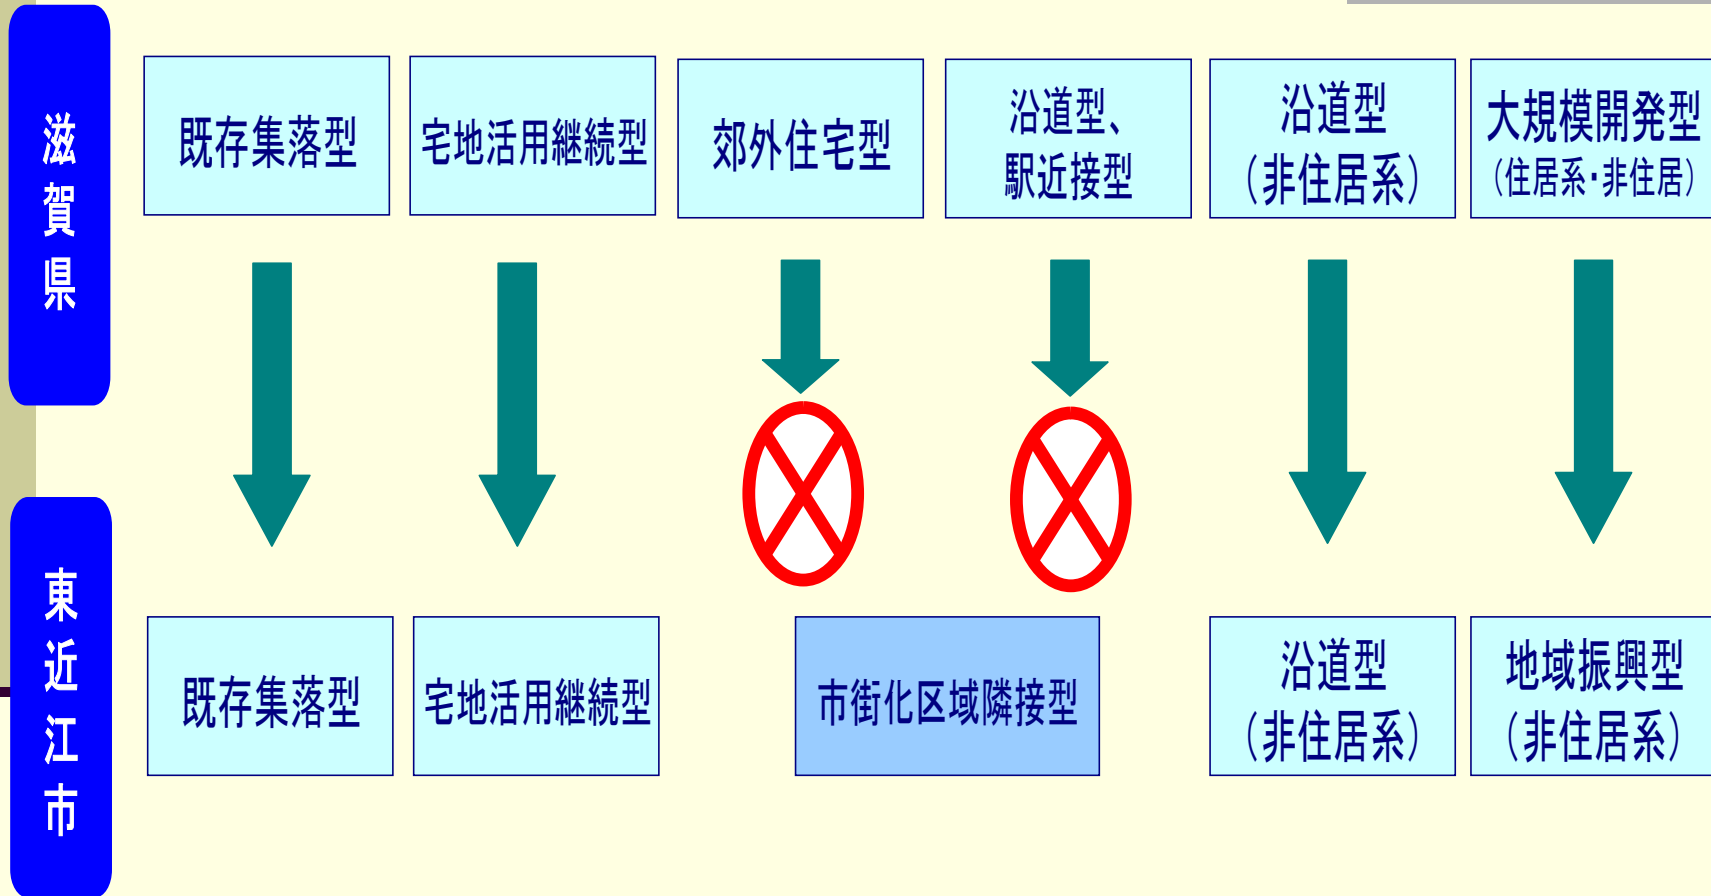 滋賀県
既存集落型
宅地活用継続型
郊外住宅型
沿道型、
駅近接型
沿道型
（非住居系）
大規模開発型
（住居系・非住居）
東近江市
既存集落型
宅地活用継続型
市街化区域隣接型
沿道型
（非住居系）
地域振興型
（非住居系）